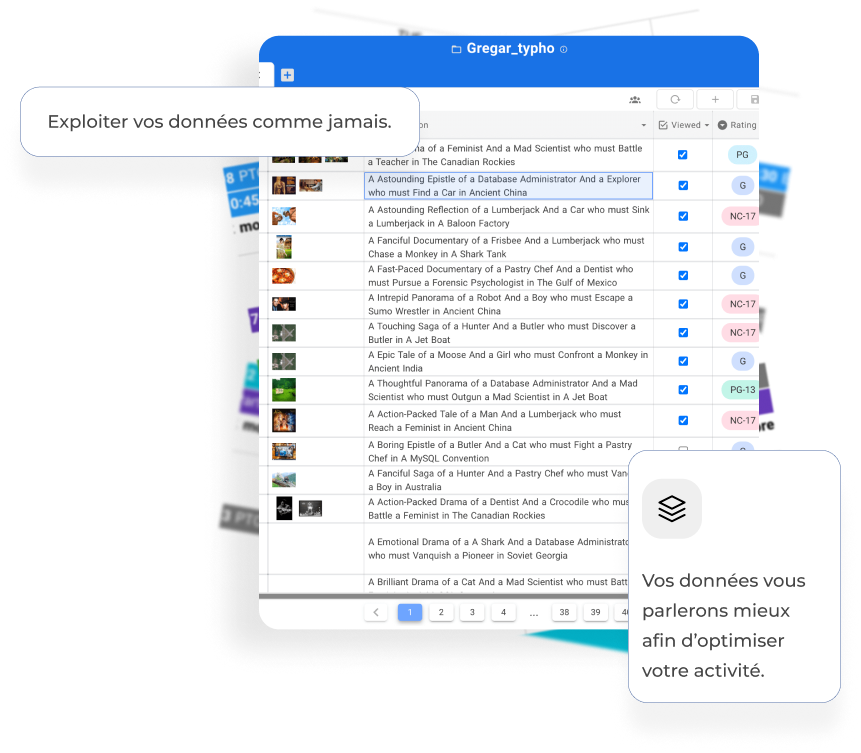 Gregar_typho
Exploiter vos données comme jamais.
on
Viewed
Rating
ma of a Feminist And a Mad Scientist who must Battle
a Teacher in The Canadian Rockies
PG
A Astounding Epistle of a Database Administrator And a Explorer
who must Find a Car in Ancient China
G
A Astounding Reflection of a Lumberjack And a Car who must Sink
a Lumberjack in A Baloon Factory
NC-17
A Fanciful Documentary of a Frisbee And a Lumberjack who must
Chase a Monkey in A Shark Tank
G
A Fast-Paced Documentary of a Pastry Chef And a Dentist who
must Pursue a Forensic Psychologist in The Gulf of Mexico
G
A Intrepid Panorama of a Robot And a Boy who must Escape a
Sumo Wrestler in Ancient China
NC-17
A Touching Saga of a Hunter And a Butler who must Discover a
Butler in A Jet Boat
NC-17
A Epic Tale of a Moose And a Girl who must Confront a Monkey in
Ancient India
G
A Thoughtful Panorama of a Database Administrator And a Mad
Scientist who must Outgun a Mad Scientist in A Jet Boat
PG-13
A Action-Packed Tale of a Man And a Lumberjack who must
Reach a Feminist in Ancient China
NC-17
A Boring Epistle of a Butler And a Cat who must Fight a Pastry
Chef in A MySQL Convention
A Fanciful Saga of a Hunter And a Pastry Chef who must Van
a Boy in Australia
A Action-Packed Drama of a Dentist And a Crocodile who mus
Battle a Feminist in The Canadian Rockies
A Emotional Drama of a A Shark And a Database Administrato
who must Vanquish a Pioneer in Soviet Georgia
A Brilliant Drama of a Cat And a Mad Scientist who must Batt
1 2 3 4 ... 38 39
Vos données vous
parlerons mieux
afin d'optimiser
votre activité.